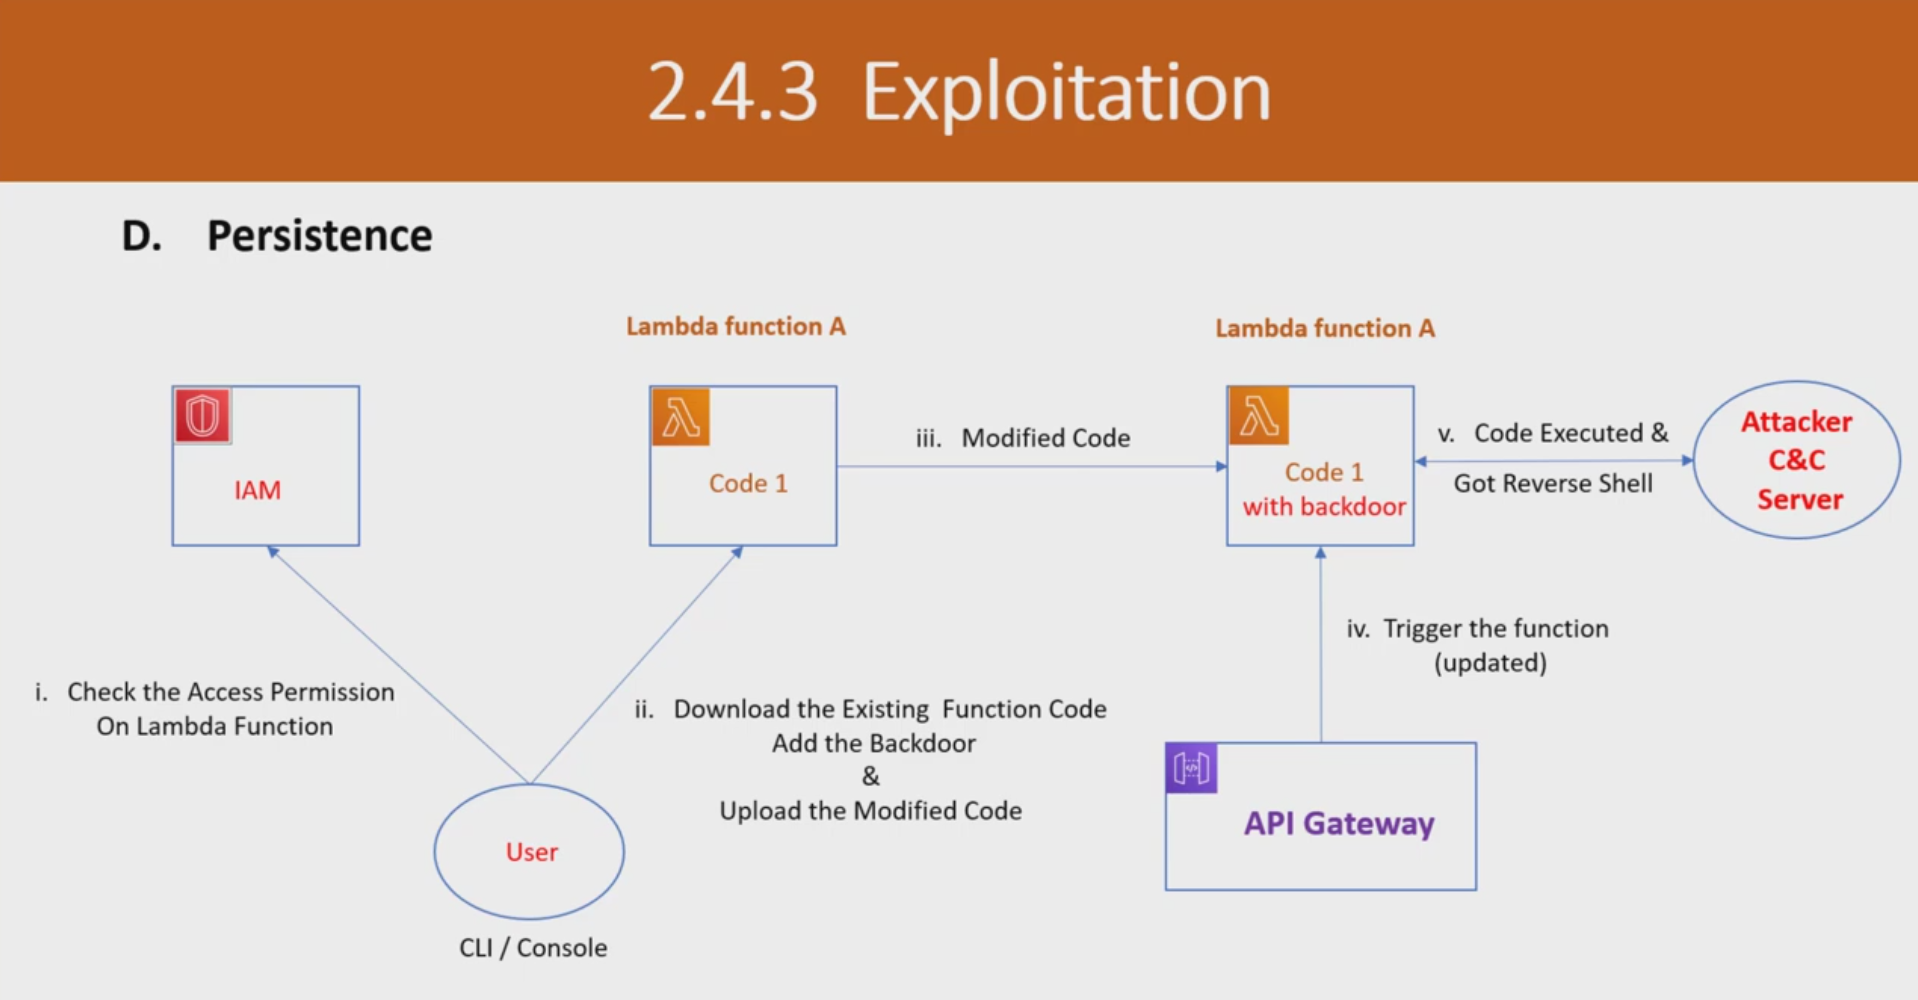 2.4.3 Exploitation
D. Persistence
Lambda function A
Lambda function A
IAM
Code 1
iii. Modified Code
Code 1
with backdoor
v. Code Executed &
Got Reverse Shell
Attacker
C&C
Server
i. Check the Access Permission
On Lambda Function
ii. Download the Existing Function Code
Add the Backdoor
&
Upload the Modified Code
iv. Trigger the function
(updated)
User
CLI / Console
API Gateway